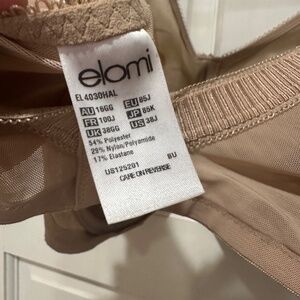 elomi
EL4030HAL
AU 16GG EU 85J
FR 100J JP 85K
UK 38GG US 38J
54% Polyester
29% Nylon/Polyamide
17% Elastane
US125201 BU
CARE ON REVERSE